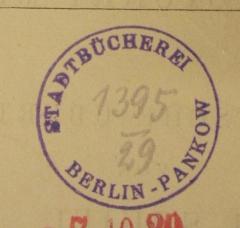 STADTBÜCHEREI
1395
29
BERLIN-PANKOW